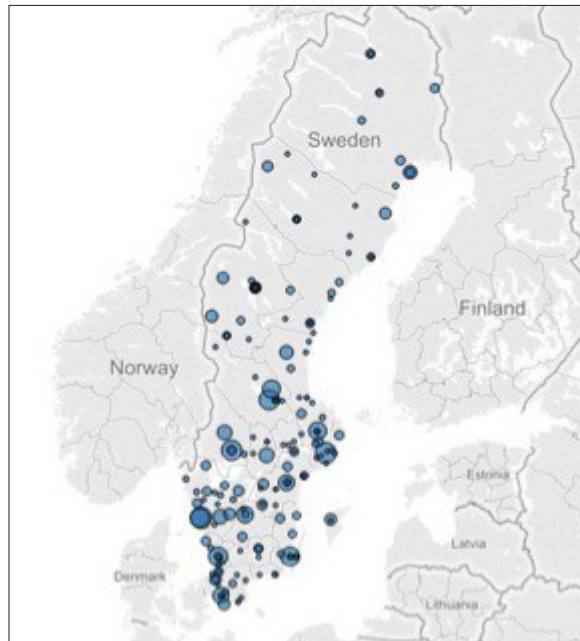 Sweden
Finland
Norway
Estonia
Latvia
Denmark
Lithuania